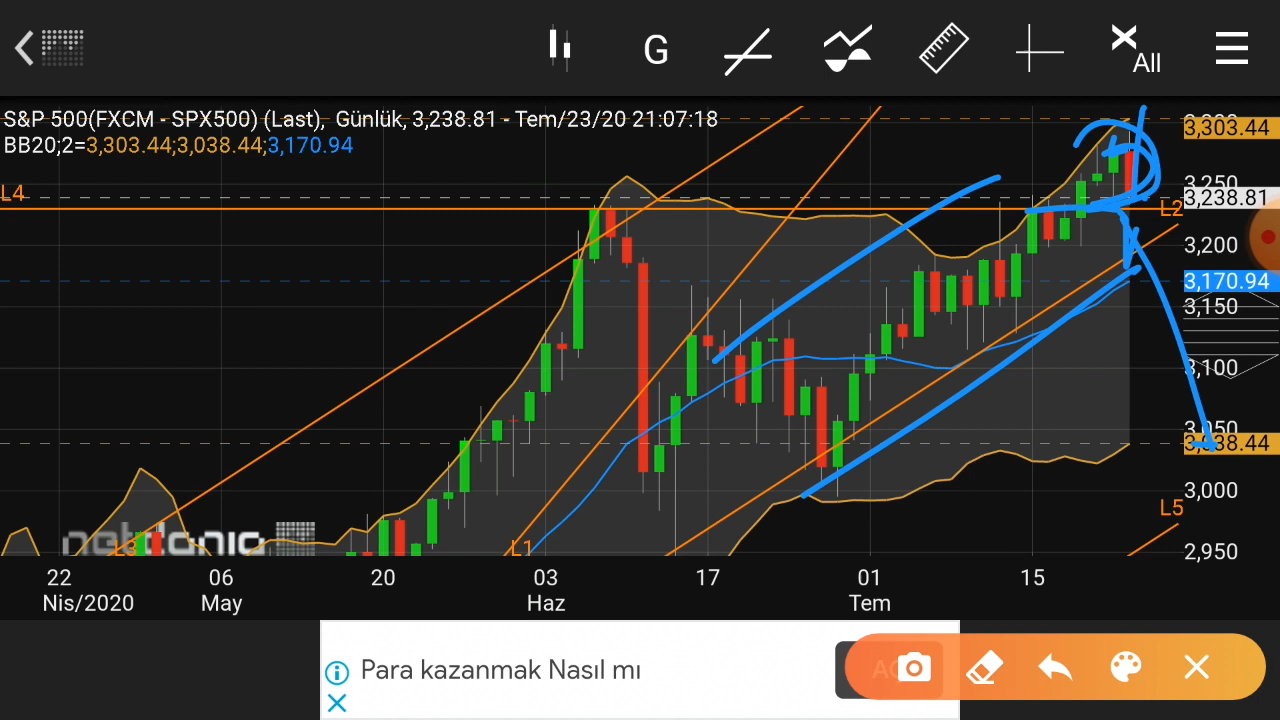 G
All
S&P 500(FXCM - SPX500) (Last), Günlük, 3,238.81 - Tem/23/20 21:07:18
BB20;2=3,303.44;3,038.44;3,170.94
3,303.44
L4
3,250
3,238.81
L2
3,200
3,170.94
3,150
3,100
3,038.44
3,000
L5
netdania
L3
L1
2,950
22 06 20 03 17 01 15
Nis/2020 May Haz Tem
Para kazanmak Nasıl mı